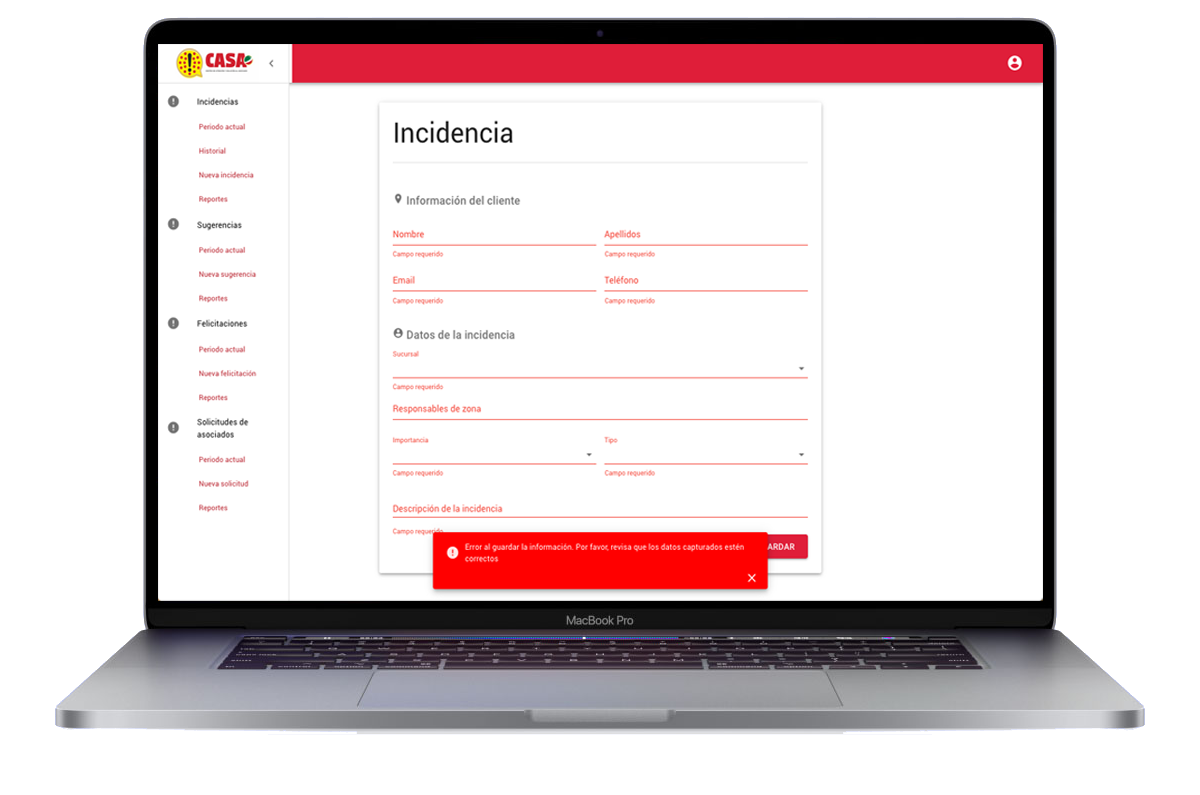 CASA
Incidencias
Periodo actual
Historial
Nueva incidencia
Reportes
Sugerencias
Periodo actual
Nueva sugerencia
Reportes
Felicitaciones
Periodo actual
Nueva felicitación
Reportes
Solicitudes de
asociados
Periodo actual
Nueva solicitud
Reportes
Incidencia
Información del cliente
Nombre
Apellidos
Campo requerido
Campo requerido
Email
Teléfono
Campo requerido
Campo requerido
Datos de la incidencia
Sucursal
Campo requerido
Responsables de zona
Importancia
Tipo
Campo requerido
Campo requerido
Descripción de la incidencia
Campo requerido
ARDAR
Error al guardar la información. Por favor, revisa que los datos capturados estén
correctos
MacBook Pro